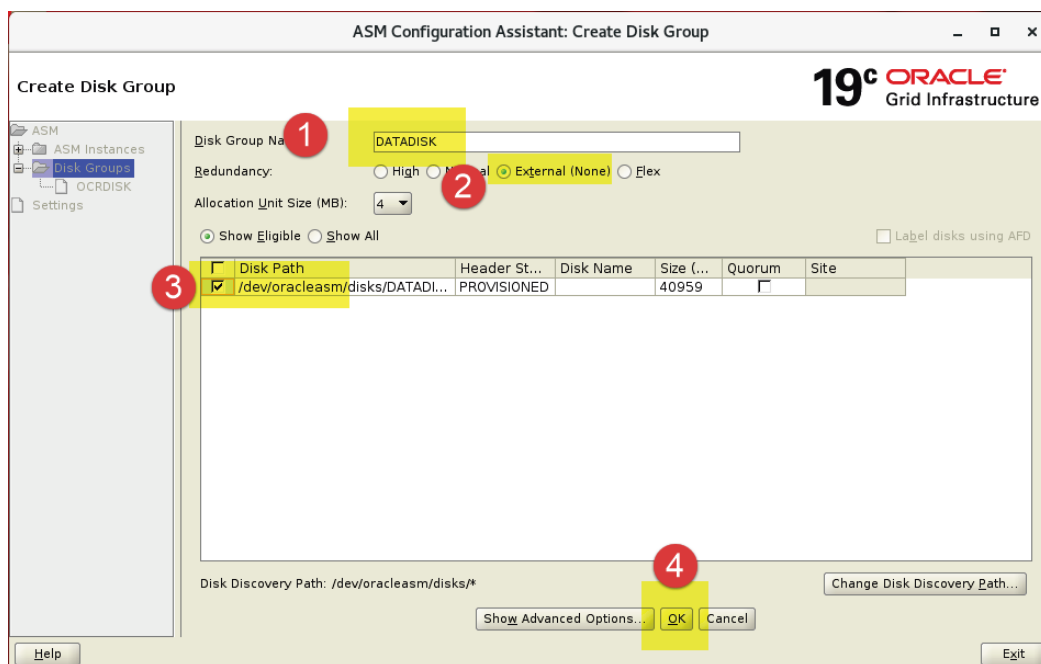 ASM Configuration Assistant: Create Disk Group
Create Disk Group
19c ORACLE
Grid Infrastructure
ASM
ASM Instances
Disk Groups
OCRDISK
Settings
1
Disk Group Na
DATADISK
Redundancy:
High
External (None)
Flex
2
Allocation Unit Size (MB):
4
Show Eligible
Show All
Label disks using AFD
Disk Path
Header St...
Disk Name
Size (...
Quorum
Site
3
/dev/oracleasm/disks/DATADI...
PROVISIONED
40959
4
Disk Discovery Path: /dev/oracleasm/disks/*
Change Disk Discovery Path...
Show Advanced Options...
OK
Cancel
Help
Exit